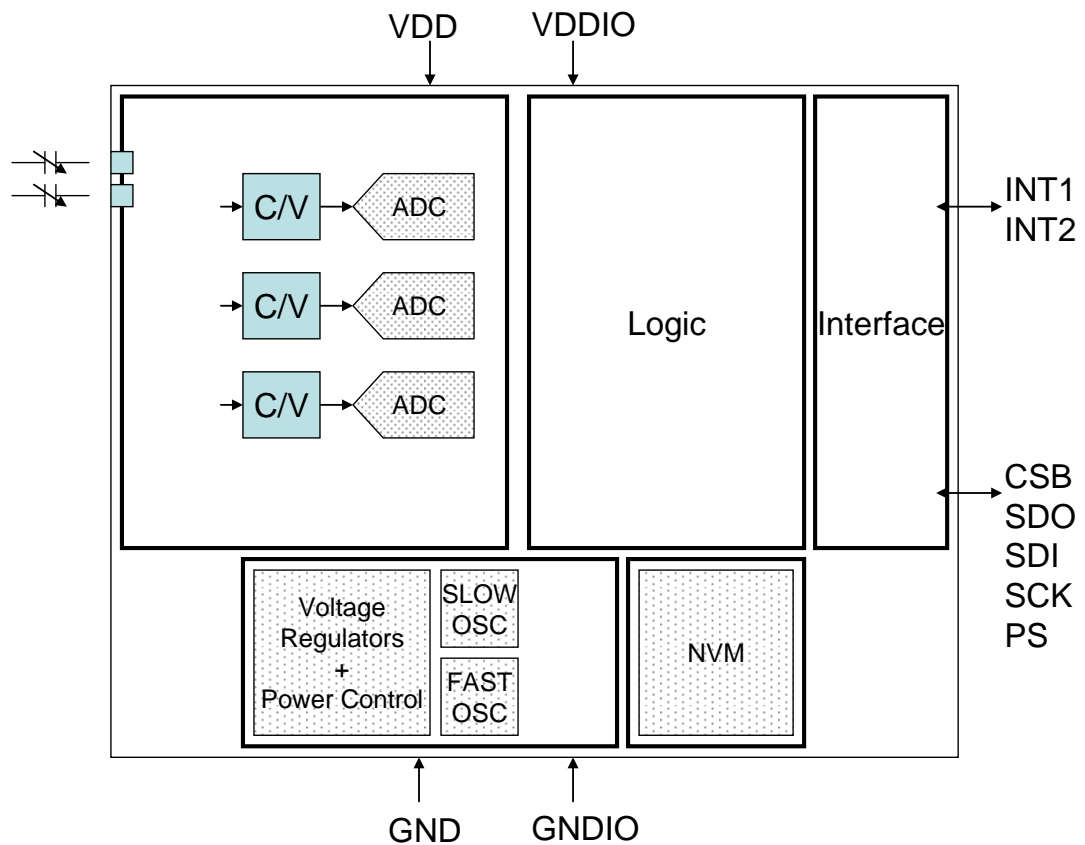 VDD
VDDIO
C/V
ADC
C/V
ADC
C/V
ADC
Logic
Interface
INT1
INT2
CSB
SDO
SDI
SCK
PS
Voltage
Regulators
+
Power Control
SLOW
OSC
FAST
OSC
NVM
GND
GNDIO